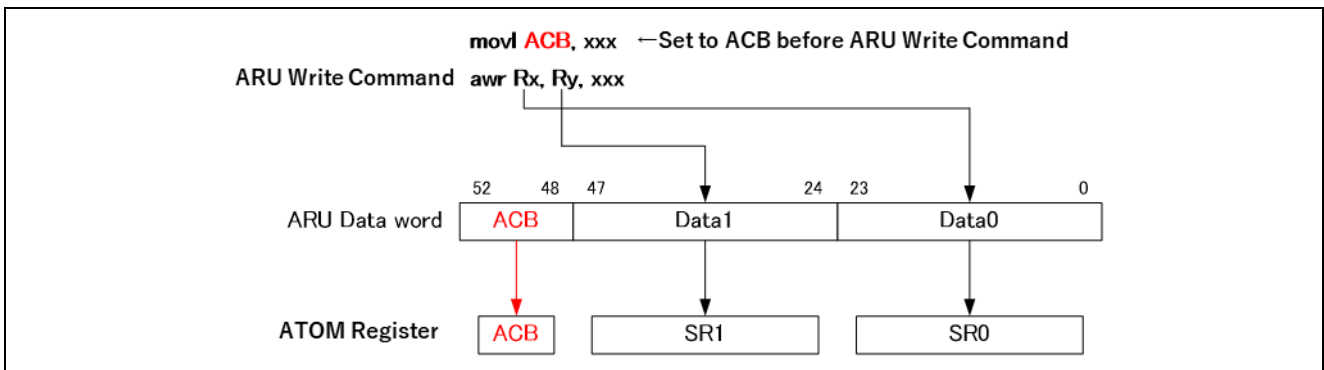 movl ACB, xxx ←Set to ACB before ARU Write Command
ARU Write Command awr Rx, Ry, xxx
52 48 47 24 23 0
ARU Data word ACB Data1 Data0
ATOM Register ACB SR1 SR0